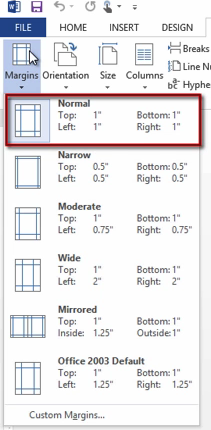 FILE HOME INSERT DESIGN
Margins Orientation Size Columns
Breaks
Line Nu
Hyphe
Normal
Top: 1" Bottom: 1"
Left: 1" Right: 1"
Narrow
Top: 0.5" Bottom: 0.5"
Left: 0.5" Right: 0.5"
Moderate
Top: 1" Bottom: 1"
Left: 0.75" Right: 0.75"
Wide
Top: 1" Bottom: 1"
Left: 2" Right: 2"
Mirrored
Top: 1" Bottom: 1"
Inside: 1.25" Outside: 1"
Office 2003 Default
Top: 1" Bottom: 1"
Left: 1.25" Right: 1.25"
Custom Margins...